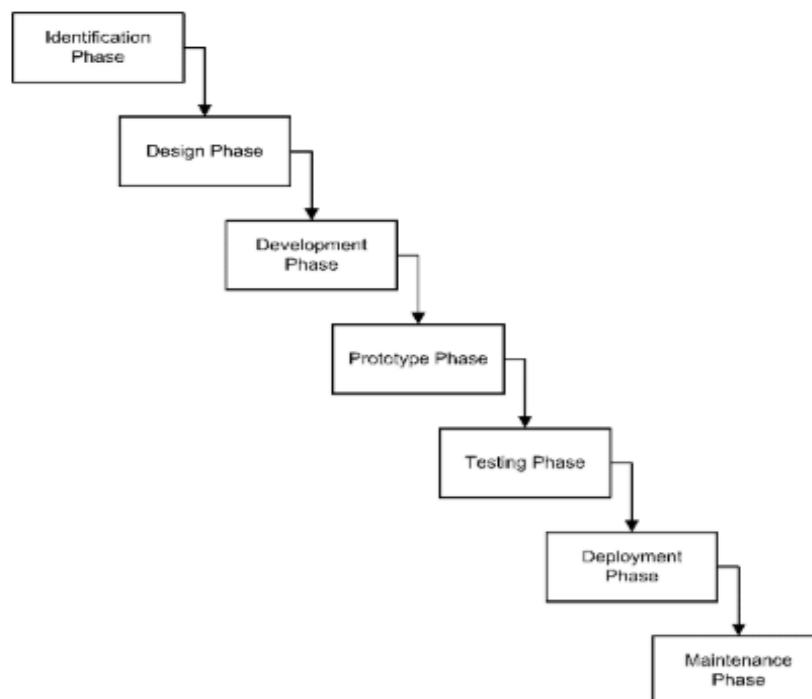 Identification
Phase
Design Phase
Development
Phase
Prototype Phase
Testing Phase
Deployment
Phase
Maintenance
Phase